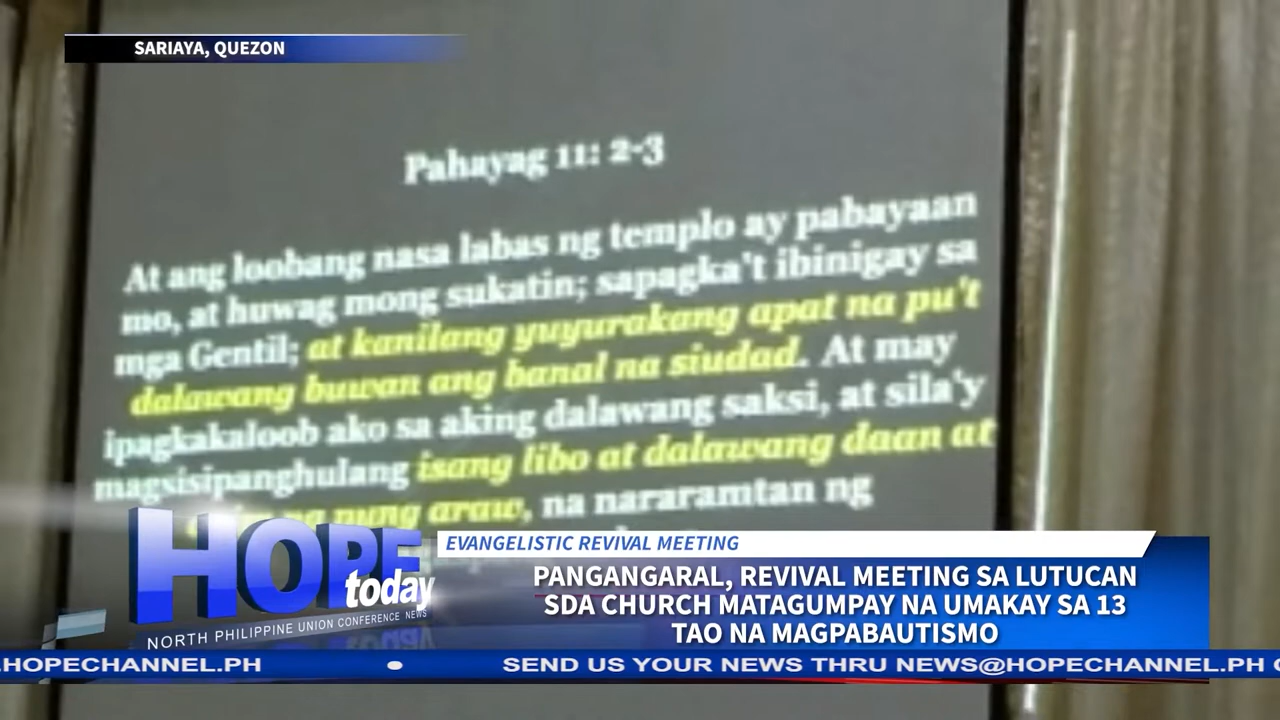 SARIAYA, QUEZON
Pahayag 11: 2-3
At ang loobang nasa labas ng templo ay pabayaan
mo, at huwag mong sukatin; sapagka't ibinigay sa
mga Gentil; at kanilang yuyurakang apat na pu't
dalawang buwan ang banal na siudad. At may
ipagkakaloob ako sa aking dalawang saksi, at sila'y
magsisipanghulang isang libo at dalawang daan at
na pung araw, na nararamtan ng
HOPE
today
NORTH PHILIPPINE UNION CONFERENCE NEWS
EVANGELISTIC REVIVAL MEETING
PANGANGARAL, REVIVAL MEETING SA LUTUCAN
SDA CHURCH MATAGUMPAY NA UMAKAY SA 13
TAO NA MAGPABAUTISMO
.HOPECHANNEL.PH • SEND US YOUR NEWS THRU NEWS@HOPECHANNEL.PH